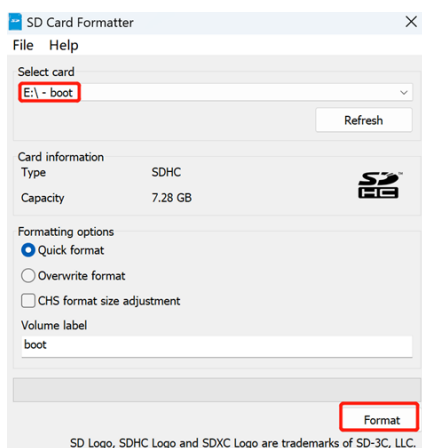 SD Card Formatter
File Help
Select card
E:\ - boot
Refresh
Card information
Type SDHC
Capacity 7.28 GB
SD
HC
Formatting options
Quick format
Overwrite format
CHS format size adjustment
Volume label
boot
Format
SD Logo, SDHC Logo and SDXC Logo are trademarks of SD-3C, LLC.